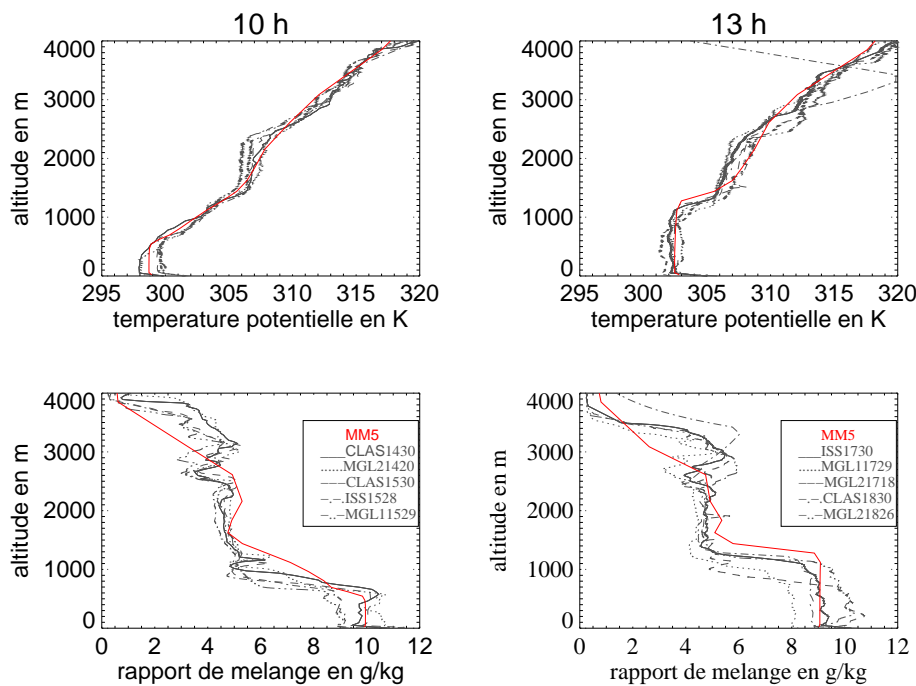 10 h
13 h
4000
3000
2000
1000
0
altitude en m
295 300 305 310 315 320
temperature potentielle en K
4000
3000
2000
1000
0
altitude en m
295 300 305 310 315 320
temperature potentielle en K
4000
3000
2000
1000
0
altitude en m
MM5
CLAS1430
MGL21420
CLAS1530
ISS1528
MGL11529
0 2 4 6 8 10 12
rapport de melange en g/kg
4000
3000
2000
1000
0
altitude en m
MM5
ISS1730
MGL11729
MGL21718
CLAS1830
MGL21826
0 2 4 6 8 10 12
rapport de melange en g/kg